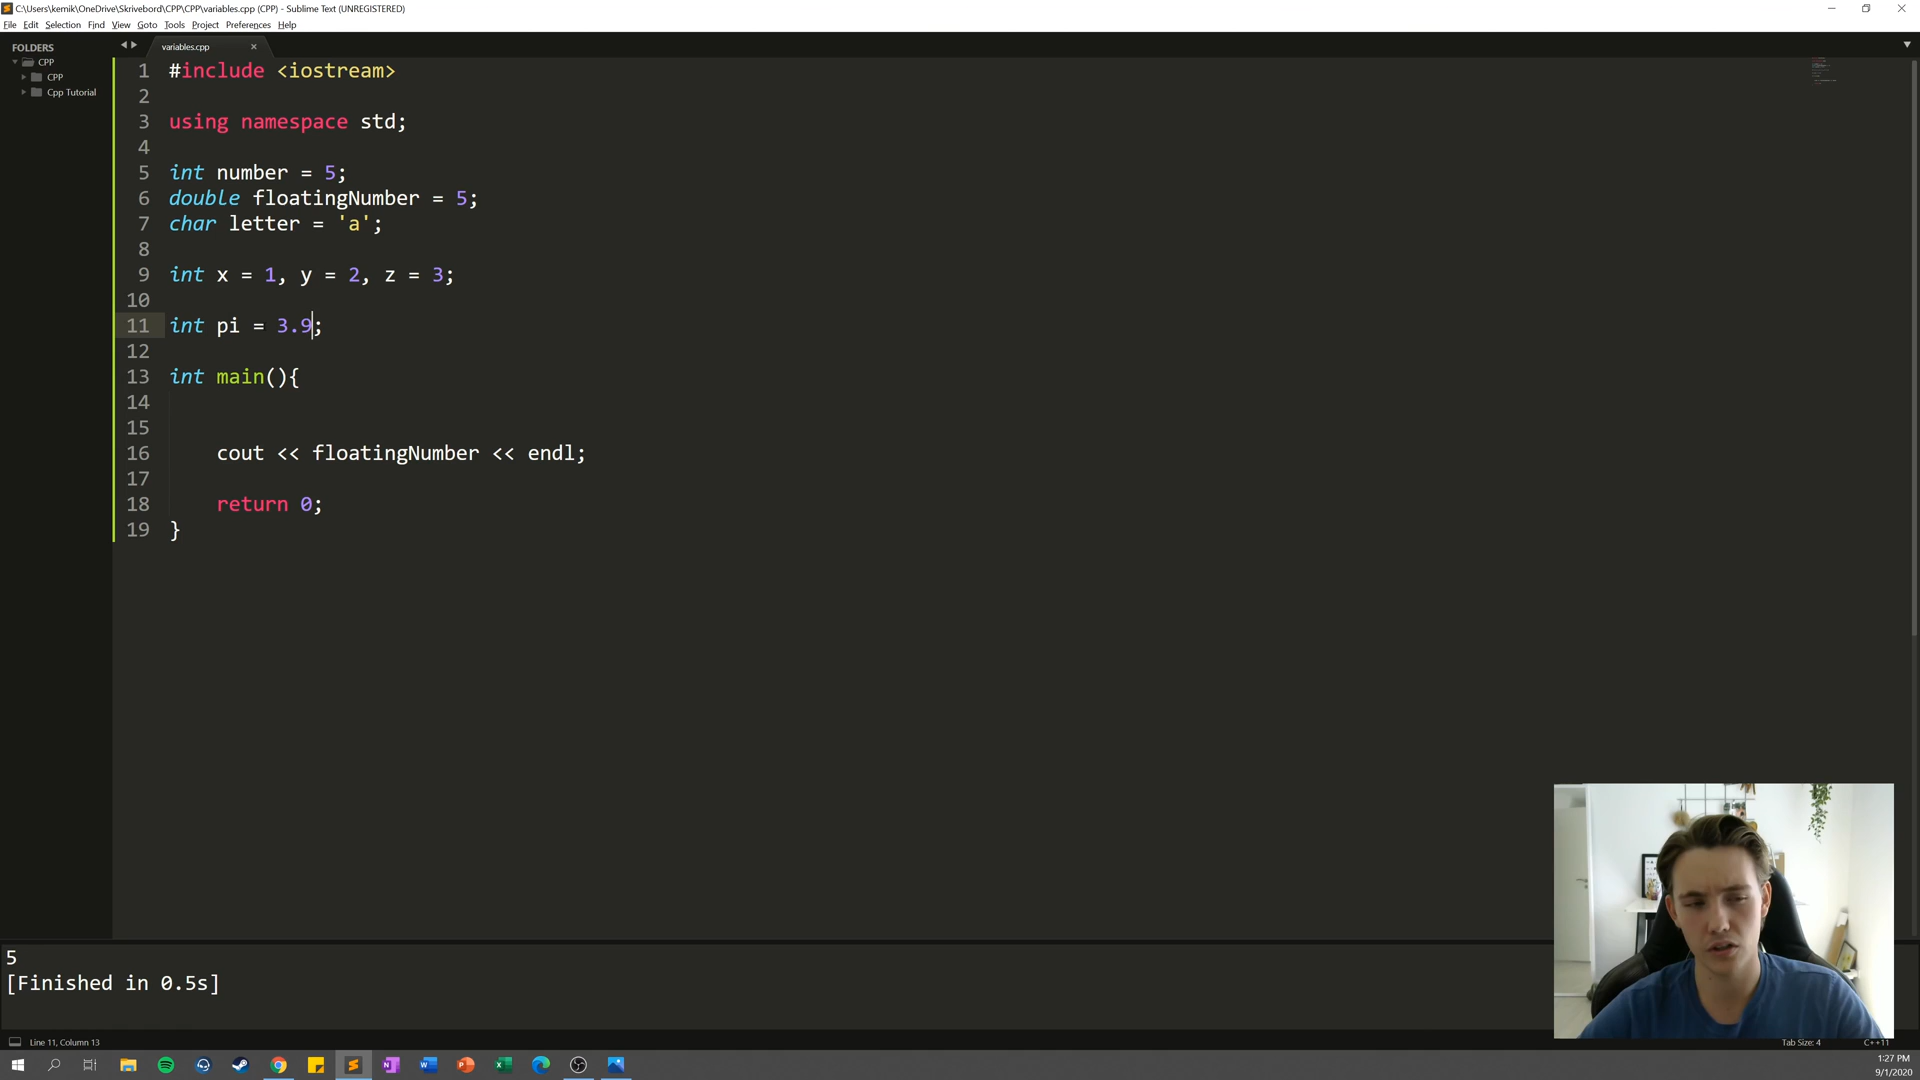 C:\Users\kemik\OneDrive\Skrivebord\CPP\CPP\variables.cpp (CPP) - Sublime Text (UNREGISTERED)
File Edit Selection Find View Goto Tools Project Preferences Help
FOLDERS
CPP
CPP
Cpp Tutorial
variables.cpp
1 #include <iostream>
2
3 using namespace std;
4
5 int number = 5;
6 double floatingNumber = 5;
7 char letter = 'a';
8
9 int x = 1, y = 2, z = 3;
10
11 int pi = 3.9;
12
13 int main(){
14
15
16 cout << floatingNumber << endl;
17
18 return 0;
19 }
5
[Finished in 0.5s]
Line 11, Column 13
Tab Size: 4
C++11
1:27 PM
9/1/2020